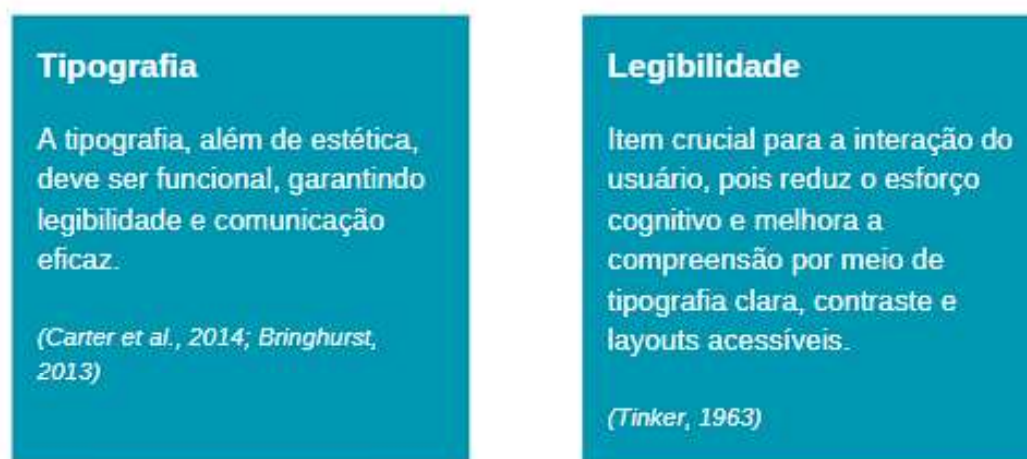 Tipografia
A tipografia, além de estética,
deve ser funcional, garantindo
legibilidade e comunicação
eficaz.
(Carter et al., 2014; Bringhurst,
2013)
Legibilidade
Item crucial para a interação do
usuário, pois reduz o esforço
cognitivo e melhora a
compreensão por meio de
tipografia clara, contraste e
layouts acessíveis.
(Tinker, 1963)